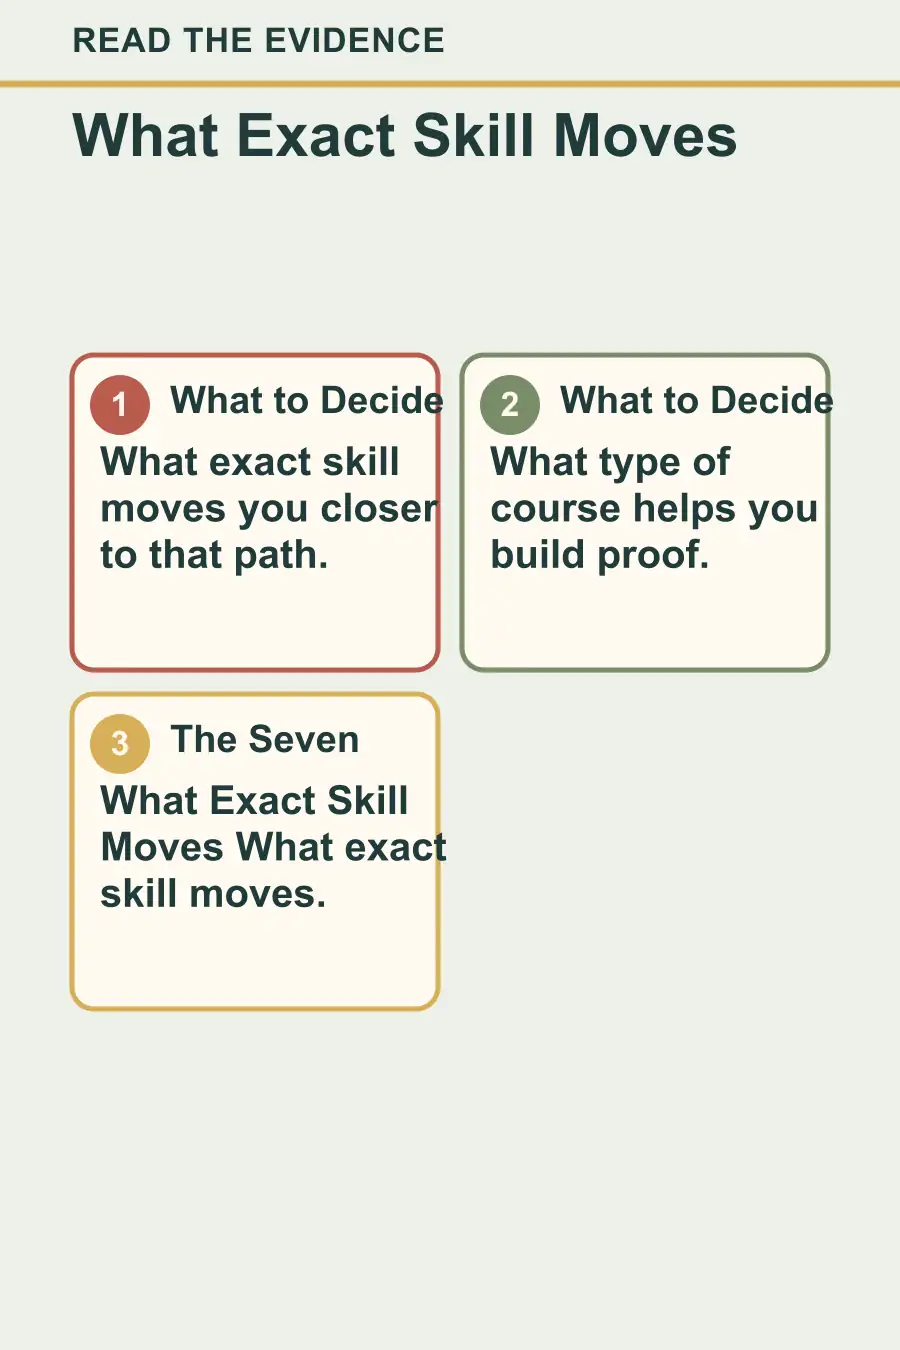 READ THE EVIDENCE
What Exact Skill Moves
1 What to Decide
What exact skill
moves you closer
to that path.
2 What to Decide
What type of
course helps you
build proof.
3 The Seven
What Exact Skill
Moves What exact
skill moves.